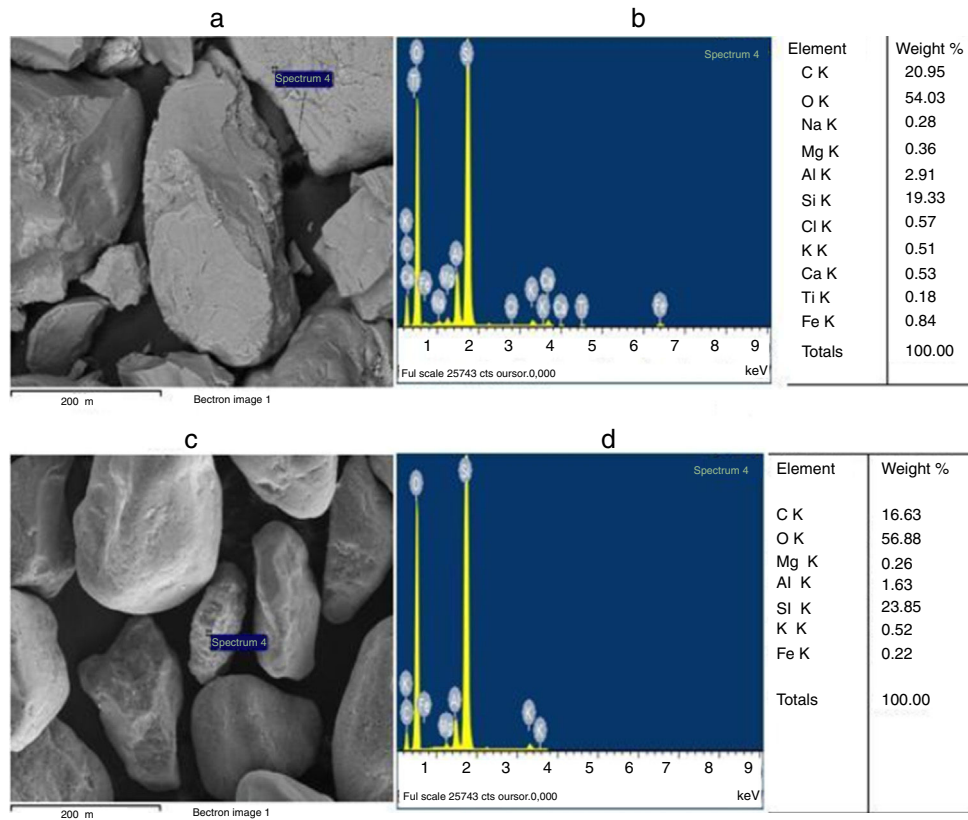 a
b
Spectrum 4
Spectrum 4
1 2 3 4 5 6 7 8 9
keV
Ful scale 25743 cts oursor.0,000
200 m
Bectron image 1
Element Weight %
C K 20.95
O K 54.03
Na K 0.28
Mg K 0.36
Al K 2.91
Si K 19.33
Cl K 0.57
K K 0.51
Ca K 0.53
Ti K 0.18
Fe K 0.84
Totals 100.00
c
d
Spectrum 4
Spectrum 4
1 2 3 4 5 6 7 8 9
keV
Ful scale 25743 cts oursor.0,000
200 m
Bectron image 1
Element Weight %
C K 16.63
O K 56.88
Mg K 0.26
Al K 1.63
SI K 23.85
K K 0.52
Fe K 0.22
Totals 100.00